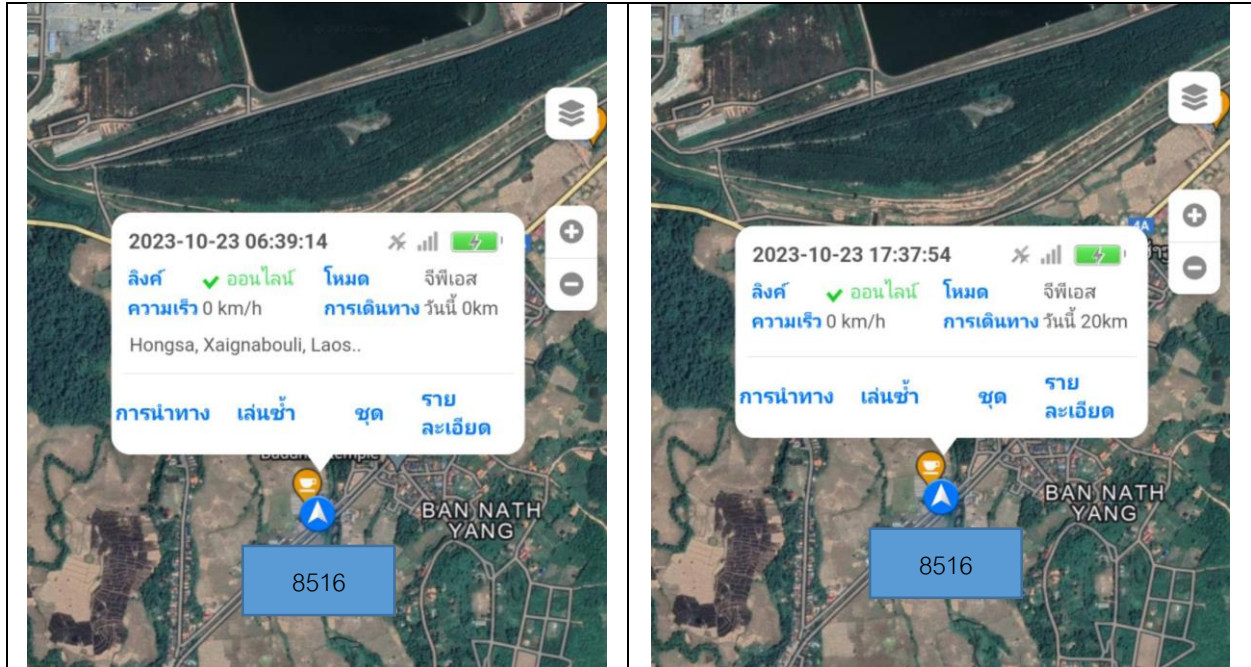 2023-10-23 06:39:14
ลิงค์ ออนไลน์ โหมด จีพีเอส
ความเร็ว 0 km/h การเดินทาง วันนี้ 0km
Hongsa, Xaignabouli, Laos..
การนำทาง เล่นซ้ำ ชุด ราย
ละเอียด
BAN NATH
YANG
8516
4A
2023-10-23 17:37:54
ลิงค์ ออนไลน์ โหมด จีพีเอส
ความเร็ว 0 km/h การเดินทาง วันนี้ 20km
การนำทาง เล่นซ้ำ ชุด ราย
ละเอียด
BAN NATH
YANG
8516